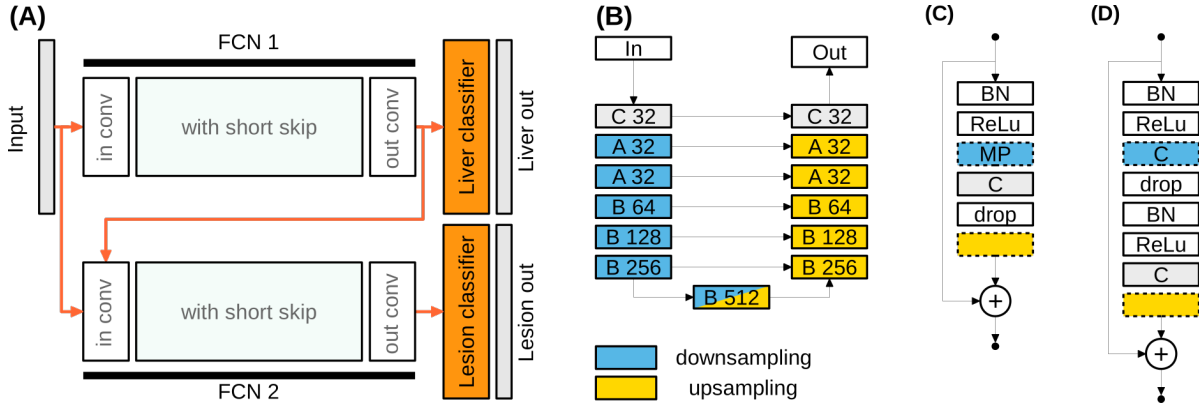 (A)
FCN 1
Input
in conv
with short skip
out conv
Liver classifier
Liver out
in conv
with short skip
out conv
Lesion classifier
Lesion out
FCN 2
(B)
In
Out
C 32
C 32
A 32
A 32
A 32
A 32
B 64
B 64
B 128
B 128
B 256
B 256
B 512
downsampling
upsampling
(C)
BN
ReLu
MP
C
drop
+
(D)
BN
ReLu
C
drop
BN
ReLu
C
+